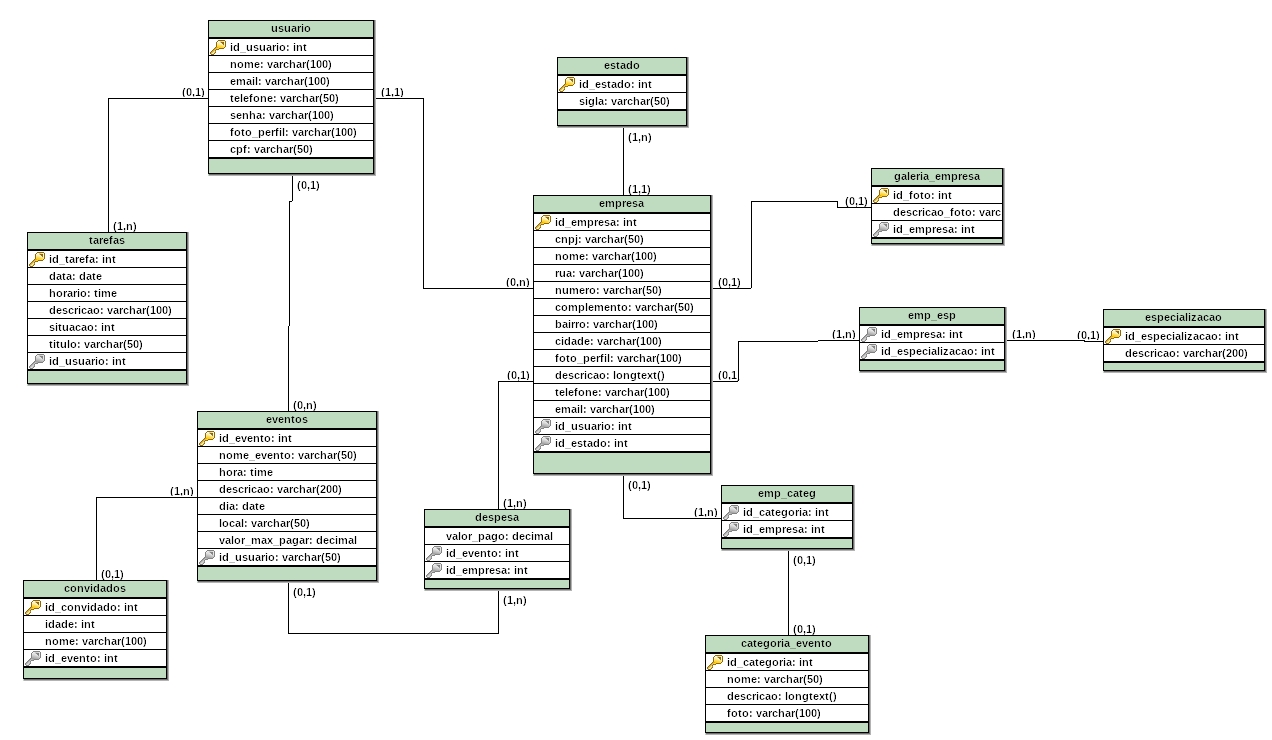 usuario
id_usuario: int
nome: varchar(100)
email: varchar(100)
telefone: varchar(50)
senha: varchar(100)
foto_perfil: varchar(100)
cpf: varchar(50)
(0,1)
(1,1)
(0,1)
(1,n)
tarefas
id_tarefa: int
data: date
horario: time
descricao: varchar(100)
situacao: int
titulo: varchar(50)
id_usuario: int
(0,n)
eventos
id_evento: int
nome_evento: varchar(50)
hora: time
descricao: varchar(200)
dia: date
local: varchar(50)
valor_max_pagar: decimal
id_usuario: varchar(50)
(1,n)
(0,1)
(0,1)
convidados
id_convidado: int
idade: int
nome: varchar(100)
id_evento: int
estado
id_estado: int
sigla: varchar(50)
(1,n)
(1,1)
empresa
id_empresa: int
cnpj: varchar(50)
nome: varchar(100)
rua: varchar(100)
numero: varchar(50)
complemento: varchar(50)
bairro: varchar(100)
cidade: varchar(100)
foto_perfil: varchar(100)
descricao: longtext()
telefone: varchar(100)
email: varchar(100)
id_usuario: int
id_estado: int
(0,n)
(0,1)
(0,1)
(0,1
(0,1)
(1,n)
despesa
valor_pago: decimal
id_evento: int
id_empresa: int
(1,n)
(0,1)
galeria_empresa
id_foto: int
descricao_foto: varc
id_empresa: int
(1,n)
emp_esp
id_empresa: int
id_especializacao: int
(1,n)
(0,1)
especializacao
id_especializacao: int
descricao: varchar(200)
(1,n)
emp_categ
id_categoria: int
id_empresa: int
(0,1)
(0,1)
categoria_evento
id_categoria: int
nome: varchar(50)
descricao: longtext()
foto: varchar(100)